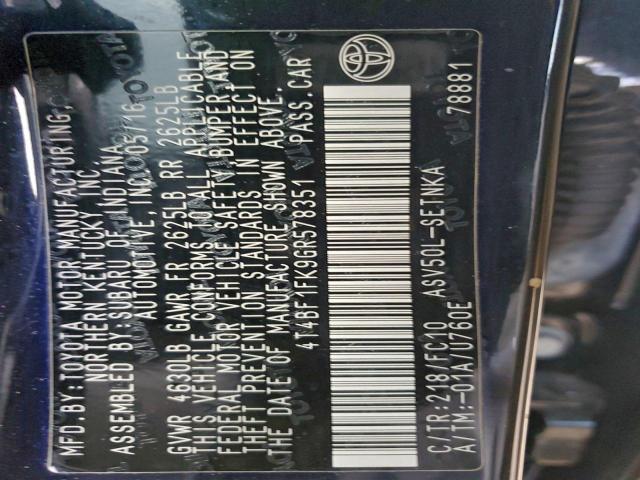 MFD. BY: TOYOTA MOTOR MANUFACTURING,
NORTHERN KENTUCKY, INC.
ASSEMBLED BY: SUBARU OF INDIANA
AUTOMOTIVE, INC. 05/16
GVWR 4630LB GAWR FR 2625LB RR 2625LB
THIS VEHICLE CONFORMS TO ALL APPLICABLE
FEDERAL MOTOR VEHICLE SAFETY, BUMPER, AND
THEFT PREVENTION STANDARDS IN EFFECT ON
THE DATE OF MANUFACTURE SHOWN ABOVE.
4T4BF1FK9GR578351 PASS. CAR
C/TR: 218/FC10 ASV50L-SETNKA
A/TM: -01A/U760E 78881